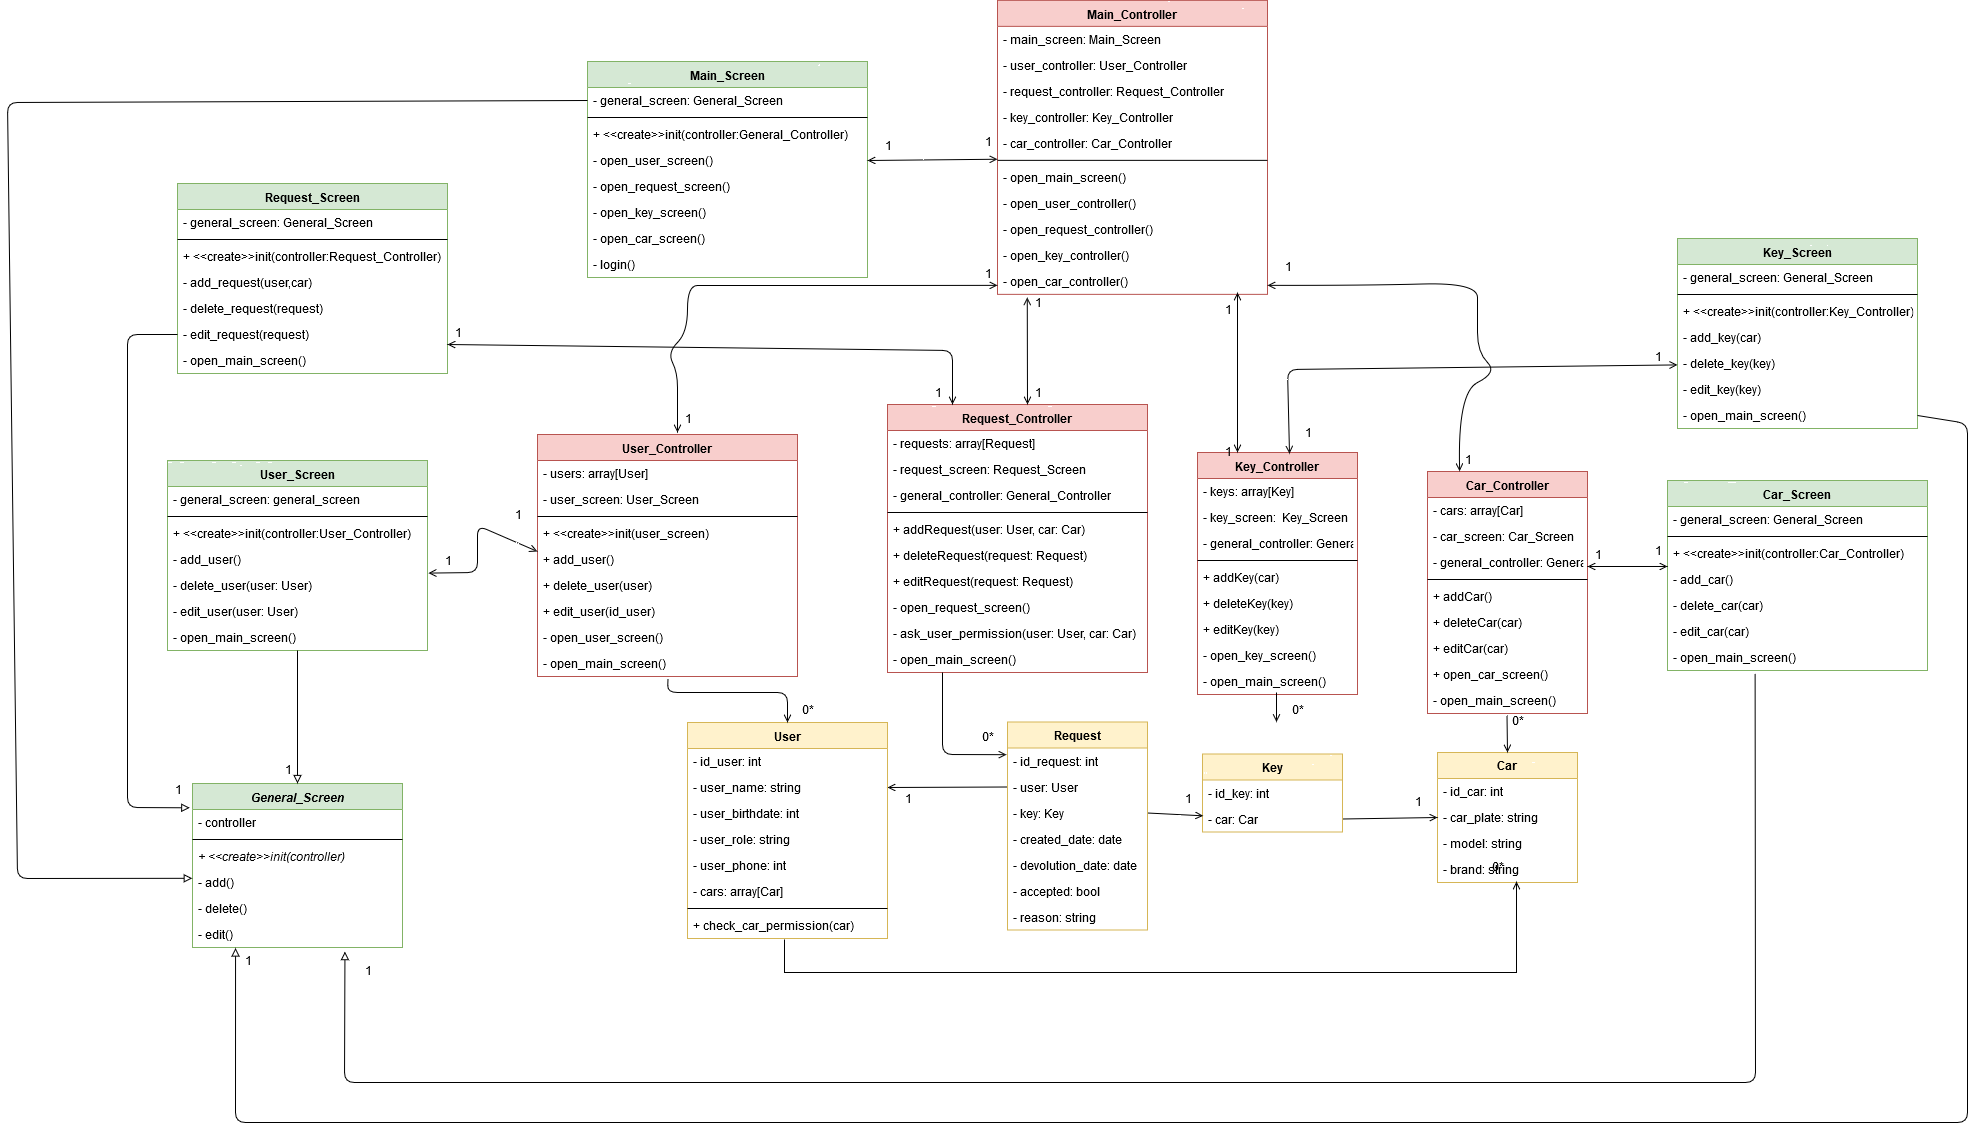 Main_Controller
- main_screen: Main_Screen
- user_controller: User_Controller
- request_controller: Request_Controller
- key_controller: Key_Controller
- car_controller: Car_Controller
- open_main_screen()
- open_user_controller()
- open_request_controller()
- open_key_controller()
- open_car_controller()
Main_Screen
- general_screen: General_Screen
+ <<create>>init(controller:General_Controller)
- open_user_screen()
- open_request_screen()
- open_key_screen()
- open_car_screen()
- login()
1
1
1
1
1
1
Request_Screen
- general_screen: General_Screen
+ <<create>>init(controller:Request_Controller)
- add_request(user,car)
- delete_request(request)
- edit_request(request)
- open_main_screen()
1
Key_Screen
- general_screen: General_Screen
+ <<create>>init(controller:Key_Controller)
- add_key(car)
- delete_key(key)
- edit_key(key)
- open_main_screen()
1
1
1
1
1
1
1
User_Screen
- general_screen: general_screen
+ <<create>>init(controller:User_Controller)
- add_user()
- delete_user(user: User)
- edit_user(user: User)
- open_main_screen()
1
1
User_Controller
- users: array[User]
- user_screen: User_Screen
+ <<create>>init(user_screen)
+ add_user()
+ delete_user(user)
+ edit_user(id_user)
- open_user_screen()
- open_main_screen()
Request_Controller
- requests: array[Request]
- request_screen: Request_Screen
- general_controller: General_Controller
+ addRequest(user: User, car: Car)
+ deleteRequest(request: Request)
+ editRequest(request: Request)
- open_request_screen()
- ask_user_permission(user: User, car: Car)
- open_main_screen()
Key_Controller
- keys: array[Key]
- key_screen:  Key_Screen
- general_controller: Genera
+ addKey(car)
+ deleteKey(key)
+ editKey(key)
- open_key_screen()
- open_main_screen()
Car_Controller
- cars: array[Car]
- car_screen: Car_Screen
- general_controller: Genera
+ addCar()
+ deleteCar(car)
+ editCar(car)
+ open_car_screen()
- open_main_screen()
1
1
Car_Screen
- general_screen: General_Screen
+ <<create>>init(controller:Car_Controller)
- add_car()
- delete_car(car)
- edit_car(car)
- open_main_screen()
0*
0*
0*
0*
User
- id_user: int
- user_name: string
- user_birthdate: int
- user_role: string
- user_phone: int
- cars: array[Car]
+ check_car_permission(car)
1
Request
- id_request: int
- user: User
- key: Key
- created_date: date
- devolution_date: date
- accepted: bool
- reason: string
1
Key
- id_key: int
- car: Car
1
Car
- id_car: int
- car_plate: string
- model: string
- brand: string
0*
1
1
General_Screen
- controller
+ <<create>>init(controller)
- add()
- delete()
- edit()
1
1